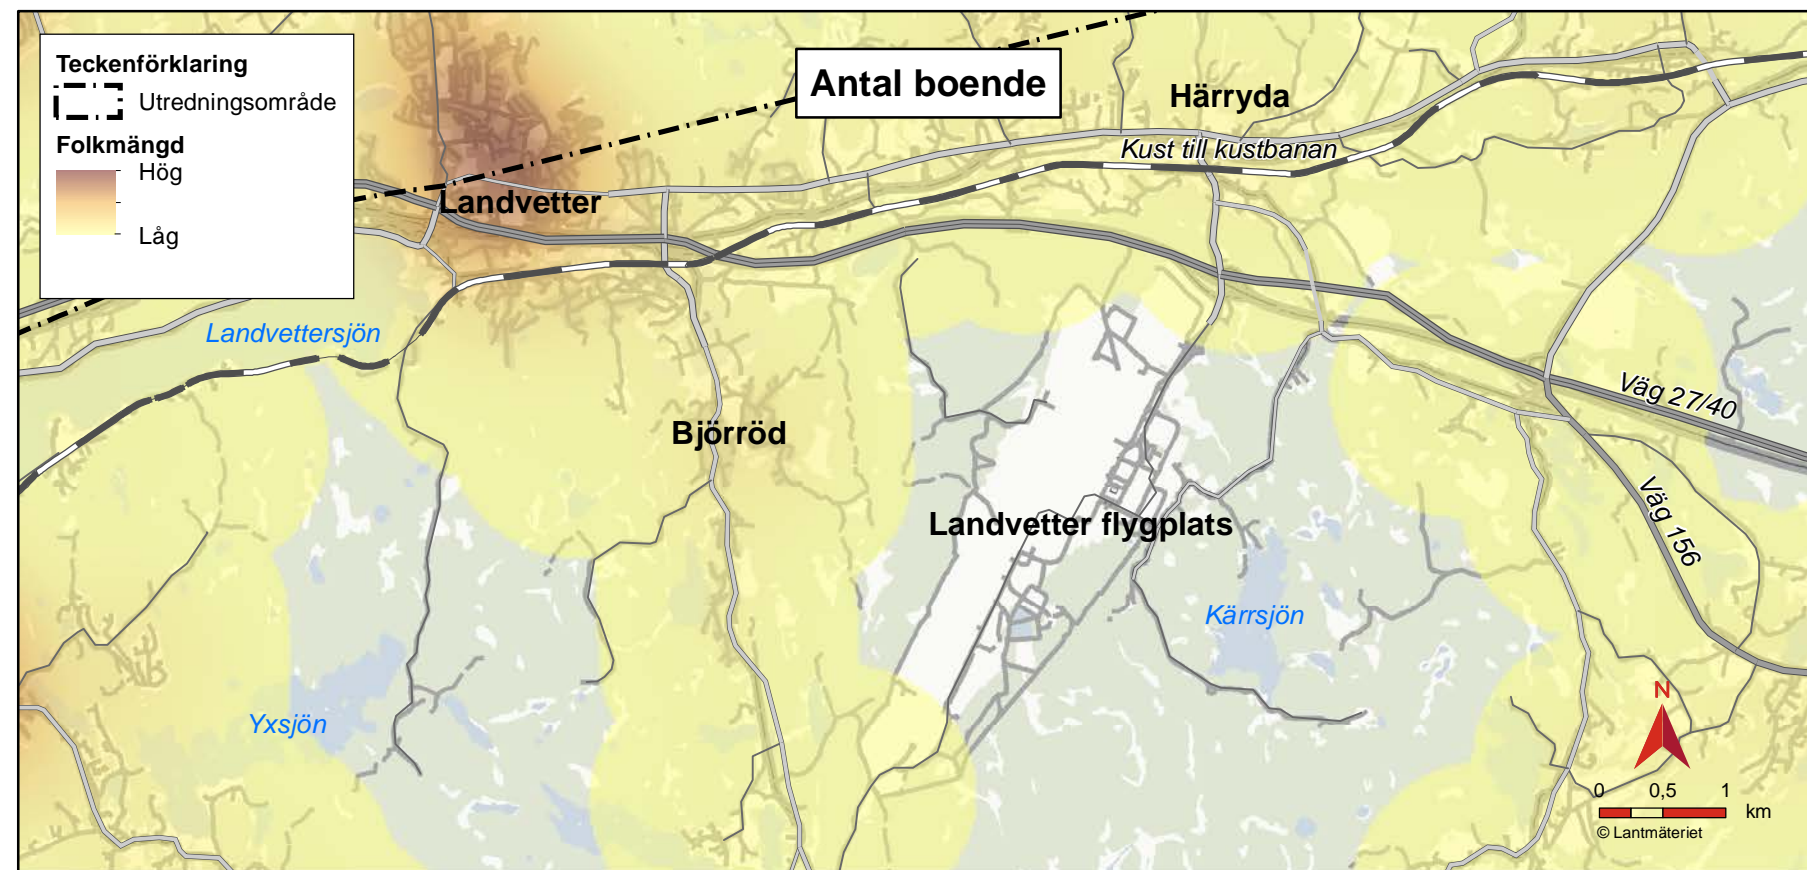 Teckenförklaring
Utredningsområde
Folkmängd
Hög
Låg
Antal boende
Härryda
Kust till kustbanan
Landvetter
Landvettersjön
Björröd
Väg 27/40
Väg 156
Landvetter flygplats
Kärrsjön
Yxsjön
N
0 0,5 1
km
© Lantmäteriet